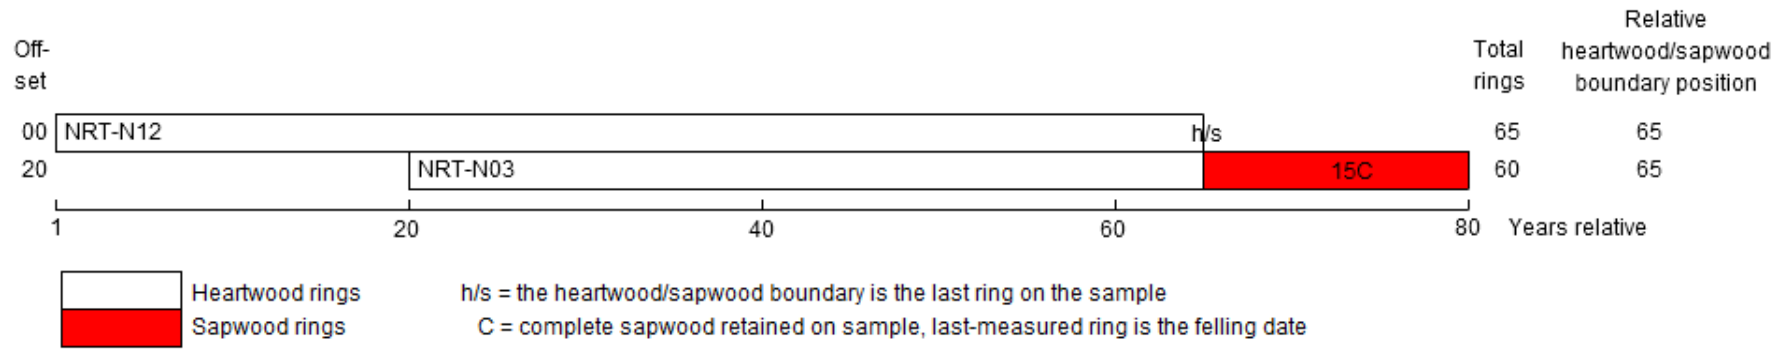 Off-
set
Total
rings
Relative
heartwood/sapwood
boundary position
00 NRT-N12 h/s 65 65
20 NRT-N03 15C 60 65
1 20 40 60 80 Years relative
Heartwood rings h/s = the heartwood/sapwood boundary is the last ring on the sample
Sapwood rings C = complete sapwood retained on sample, last-measured ring is the felling date